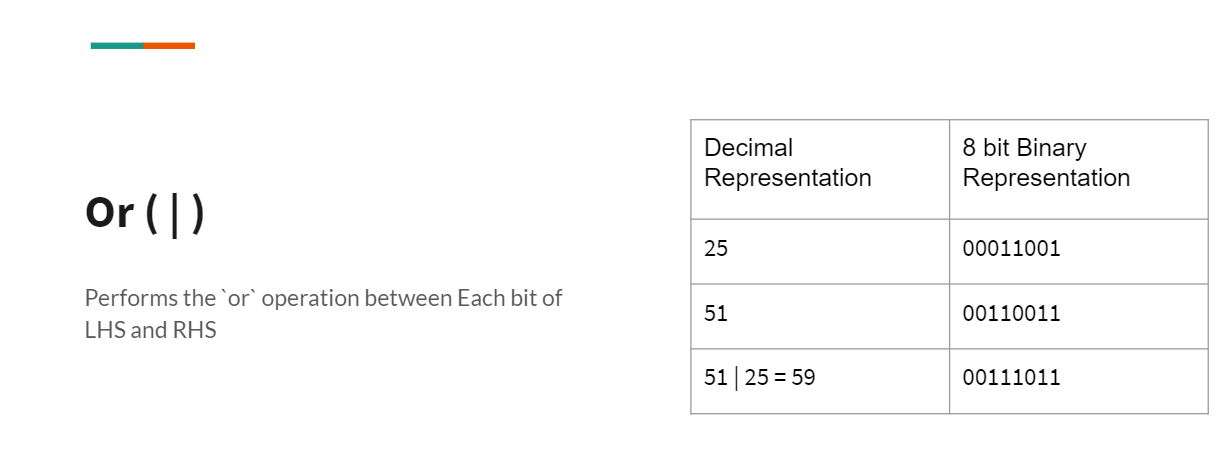 Or ( | )
Performs the `or` operation between Each bit of
LHS and RHS
Decimal
Representation
8 bit Binary
Representation
25
00011001
51
00110011
51 | 25 = 59
00111011